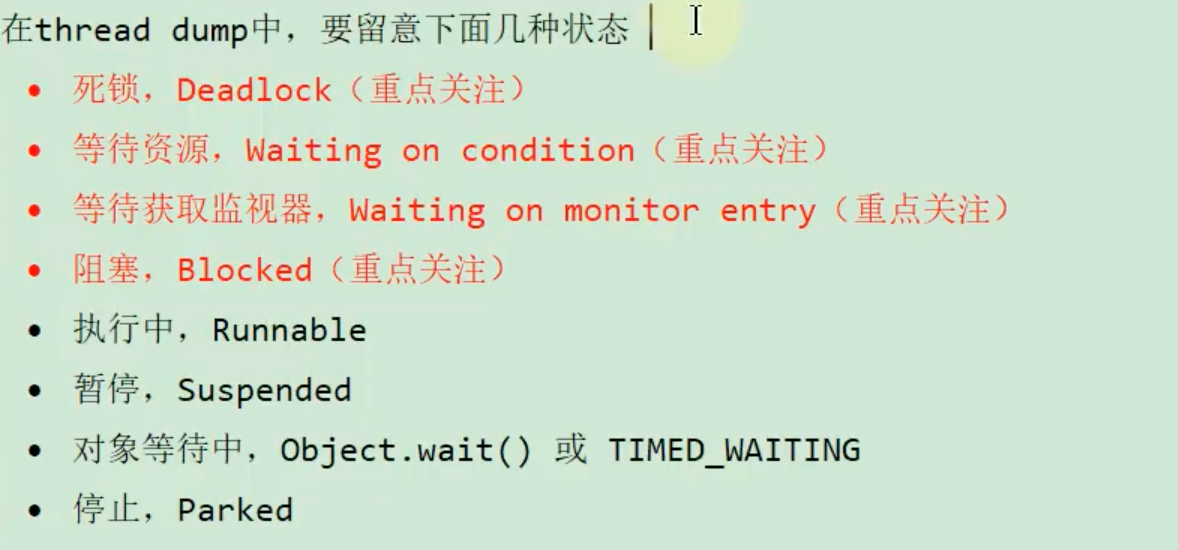 在thread dump中，要留意下面几种状态
• 死锁，Deadlock（重点关注）
• 等待资源，Waiting on condition（重点关注）
• 等待获取监视器，Waiting on monitor entry（重点关注）
• 阻塞，Blocked（重点关注）
• 执行中，Runnable
• 暂停，Suspended
• 对象等待中，Object.wait() 或 TIMED_WAITING
• 停止，Parked